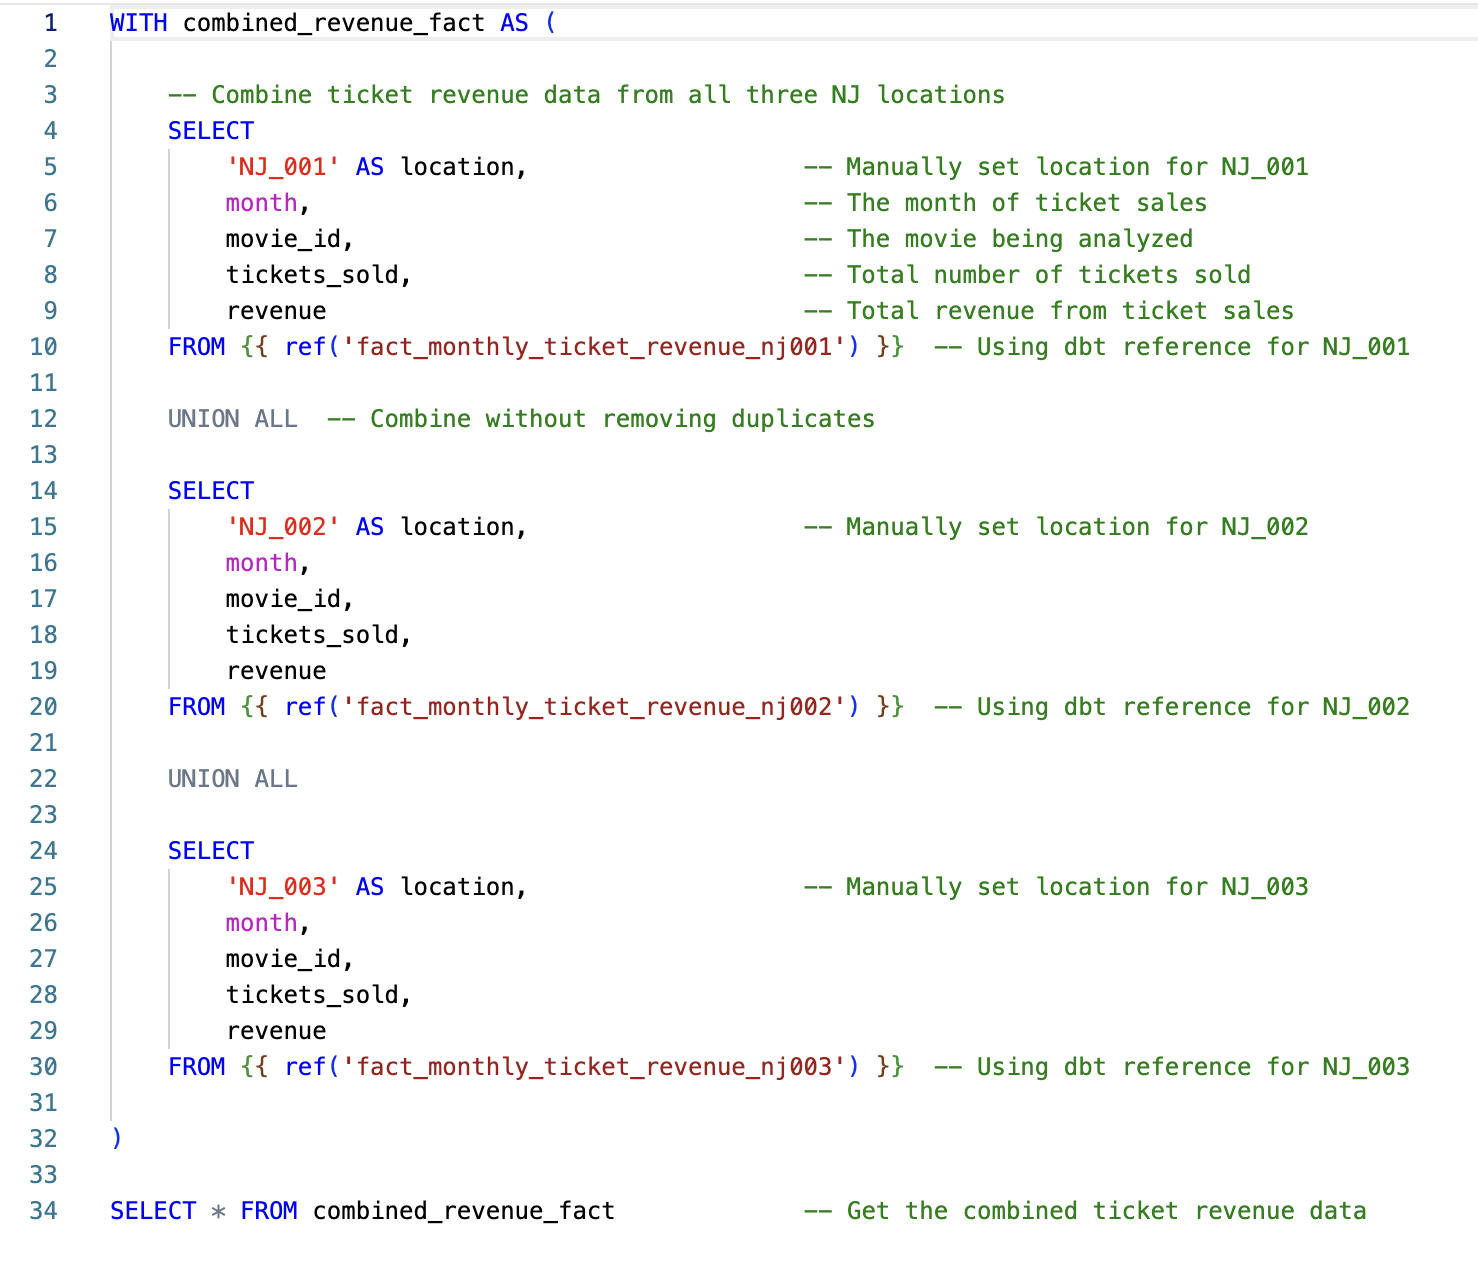 1 WITH combined_revenue_fact AS (
2
3 -- Combine ticket revenue data from all three NJ locations
4 SELECT
5 'NJ_001' AS location, -- Manually set location for NJ_001
6 month, -- The month of ticket sales
7 movie_id, -- The movie being analyzed
8 tickets_sold, -- Total number of tickets sold
9 revenue -- Total revenue from ticket sales
10 FROM {{ ref('fact_monthly_ticket_revenue_nj001') }} -- Using dbt reference for NJ_001
11
12 UNION ALL -- Combine without removing duplicates
13
14 SELECT
15 'NJ_002' AS location, -- Manually set location for NJ_002
16 month,
17 movie_id,
18 tickets_sold,
19 revenue
20 FROM {{ ref('fact_monthly_ticket_revenue_nj002') }} -- Using dbt reference for NJ_002
21
22 UNION ALL
23
24 SELECT
25 'NJ_003' AS location, -- Manually set location for NJ_003
26 month,
27 movie_id,
28 tickets_sold,
29 revenue
30 FROM {{ ref('fact_monthly_ticket_revenue_nj003') }} -- Using dbt reference for NJ_003
31
32 )
33
34 SELECT * FROM combined_revenue_fact -- Get the combined ticket revenue data